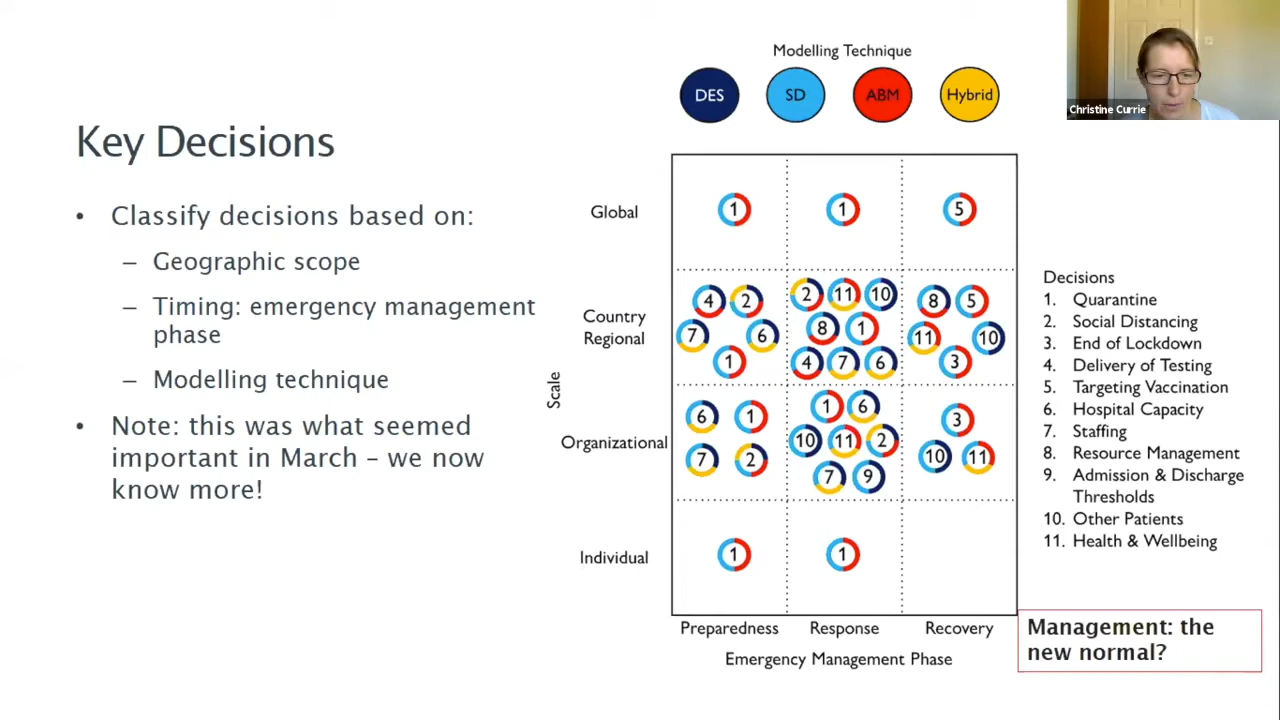 Key Decisions
• Classify decisions based on:
– Geographic scope
– Timing: emergency management
phase
– Modelling technique
• Note: this was what seemed
important in March – we now
know more!
Modelling Technique
DES SD ABM Hybrid
Scale
Global
1 1 5
Country
Regional
4 2 7 6 1
2 11 10 8 1 4 7 6
8 5 11 10 3
Organizational
6 1 7 2
1 6 10 11 2 7 9
3 10 11
Individual
1 1
Preparedness Response Recovery
Emergency Management Phase
Decisions
1. Quarantine
2. Social Distancing
3. End of Lockdown
4. Delivery of Testing
5. Targeting Vaccination
6. Hospital Capacity
7. Staffing
8. Resource Management
9. Admission & Discharge
Thresholds
10. Other Patients
11. Health & Wellbeing
Management: the
new normal?
Christine Currie